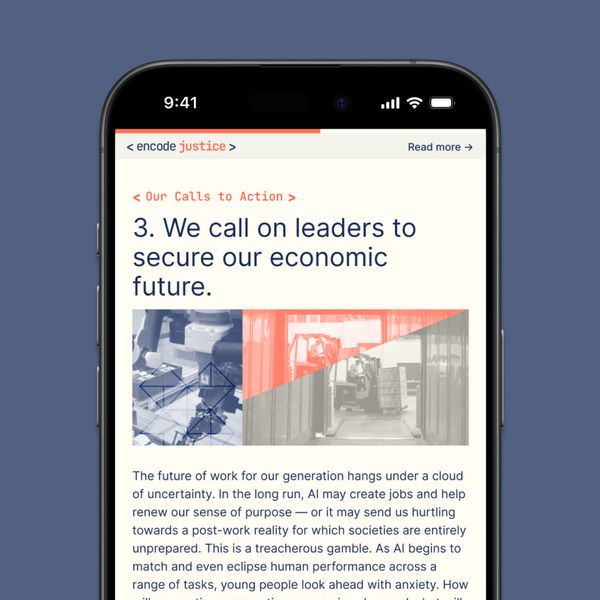 9:41
< encode justice >
Read more →
< Our Calls to Action >
3. We call on leaders to
secure our economic
future.
The future of work for our generation hangs under a cloud
of uncertainty. In the long run, AI may create jobs and help
renew our sense of purpose — or it may send us hurtling
towards a post-work reality for which societies are entirely
unprepared. This is a treacherous gamble. As AI begins to
match and even eclipse human performance across a
range of tasks, young people look ahead with anxiety. How